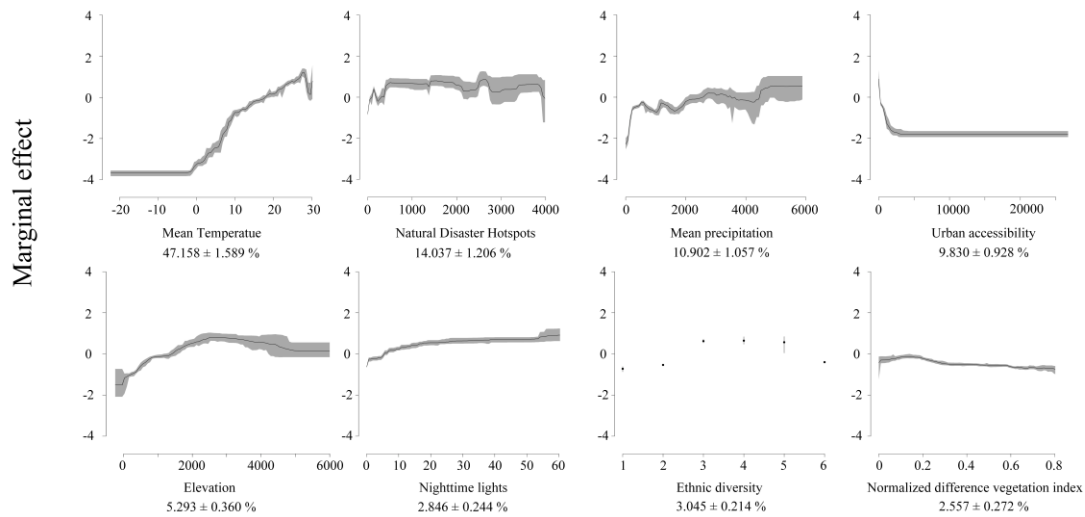 Marginal effect
4
2
0
-2
-4
-20 -10 0 10 20 30
Mean Temperatue
47.158 ± 1.589 %
4
2
0
-2
-4
0 1000 2000 3000 4000
Natural Disaster Hotspots
14.037 ± 1.206 %
4
2
0
-2
-4
0 2000 4000 6000
Mean precipitation
10.902 ± 1.057 %
4
2
0
-2
-4
0 10000 20000
Urban accessibility
9.830 ± 0.928 %
4
2
0
-2
-4
0 2000 4000 6000
Elevation
5.293 ± 0.360 %
4
2
0
-2
-4
0 10 20 30 40 50 60
Nighttime lights
2.846 ± 0.244 %
4
2
0
-2
-4
1 2 3 4 5 6
Ethnic diversity
3.045 ± 0.214 %
4
2
0
-2
-4
0 0.2 0.4 0.6 0.8
Normalized difference vegetation index
2.557 ± 0.272 %